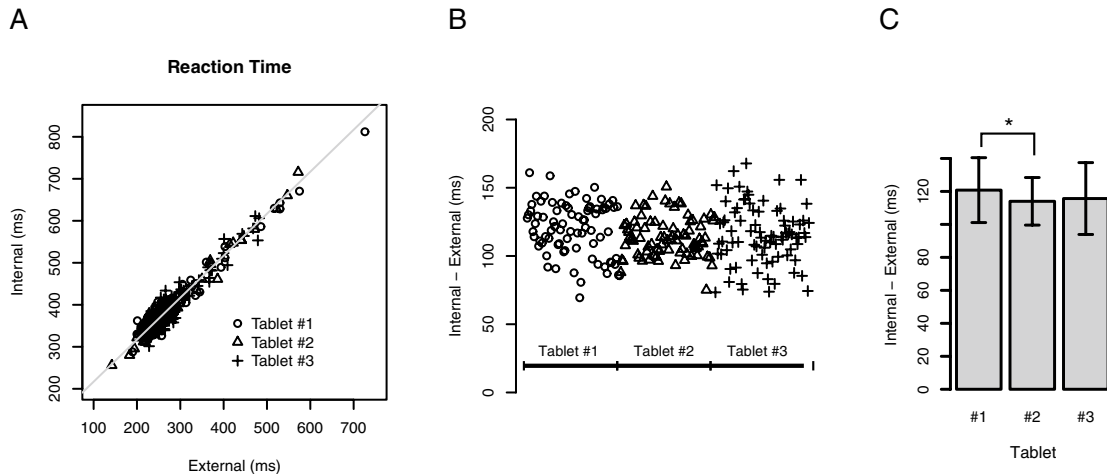 A
Reaction Time
Internal (ms)
800
700
600
500
400
300
200
Tablet #1
Tablet #2
Tablet #3
100 200 300 400 500 600 700
External (ms)
B
Internal − External (ms)
200
150
100
50
0
Tablet #1 Tablet #2 Tablet #3
C
*
Internal − External (ms)
120
80
60
40
20
0
#1 #2 #3
Tablet